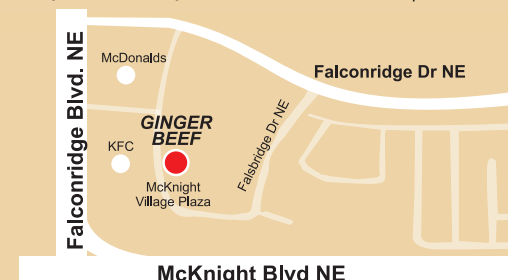 McDonalds
Falconridge Dr NE
Falconridge Blvd. NE
GINGER
BEEF
Falsbridge Dr NE
KFC
McKnight
Village Plaza
McKnight Blvd NE